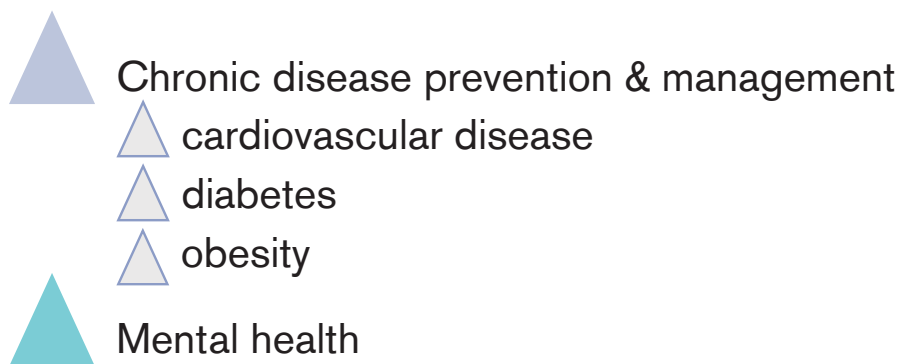 Chronic disease prevention & management
cardiovascular disease
diabetes
obesity
Mental health